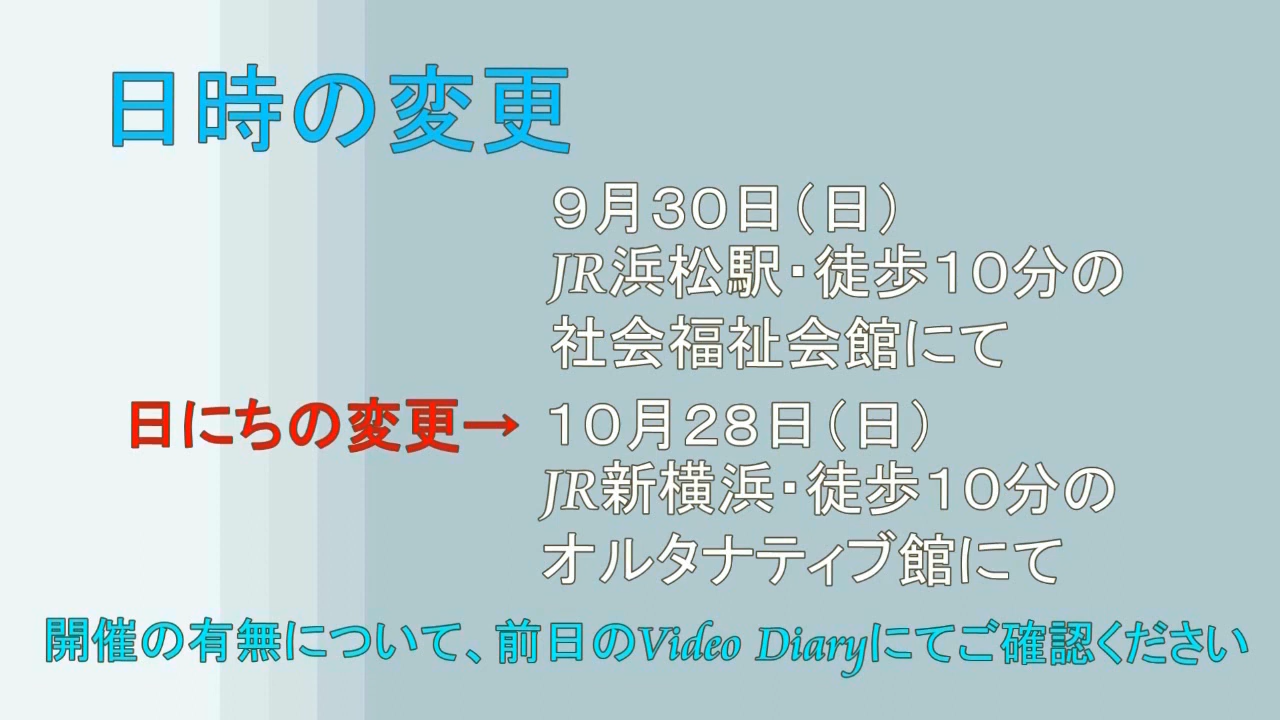 日時の変更
９月３０日（日）
JR浜松駅・徒歩１０分の
社会福祉会館にて
日にちの変更→ １０月２８日（日）
JR新横浜・徒歩１０分の
オルタナティブ館にて
開催の有無について、前日のVideo Diaryにてご確認ください